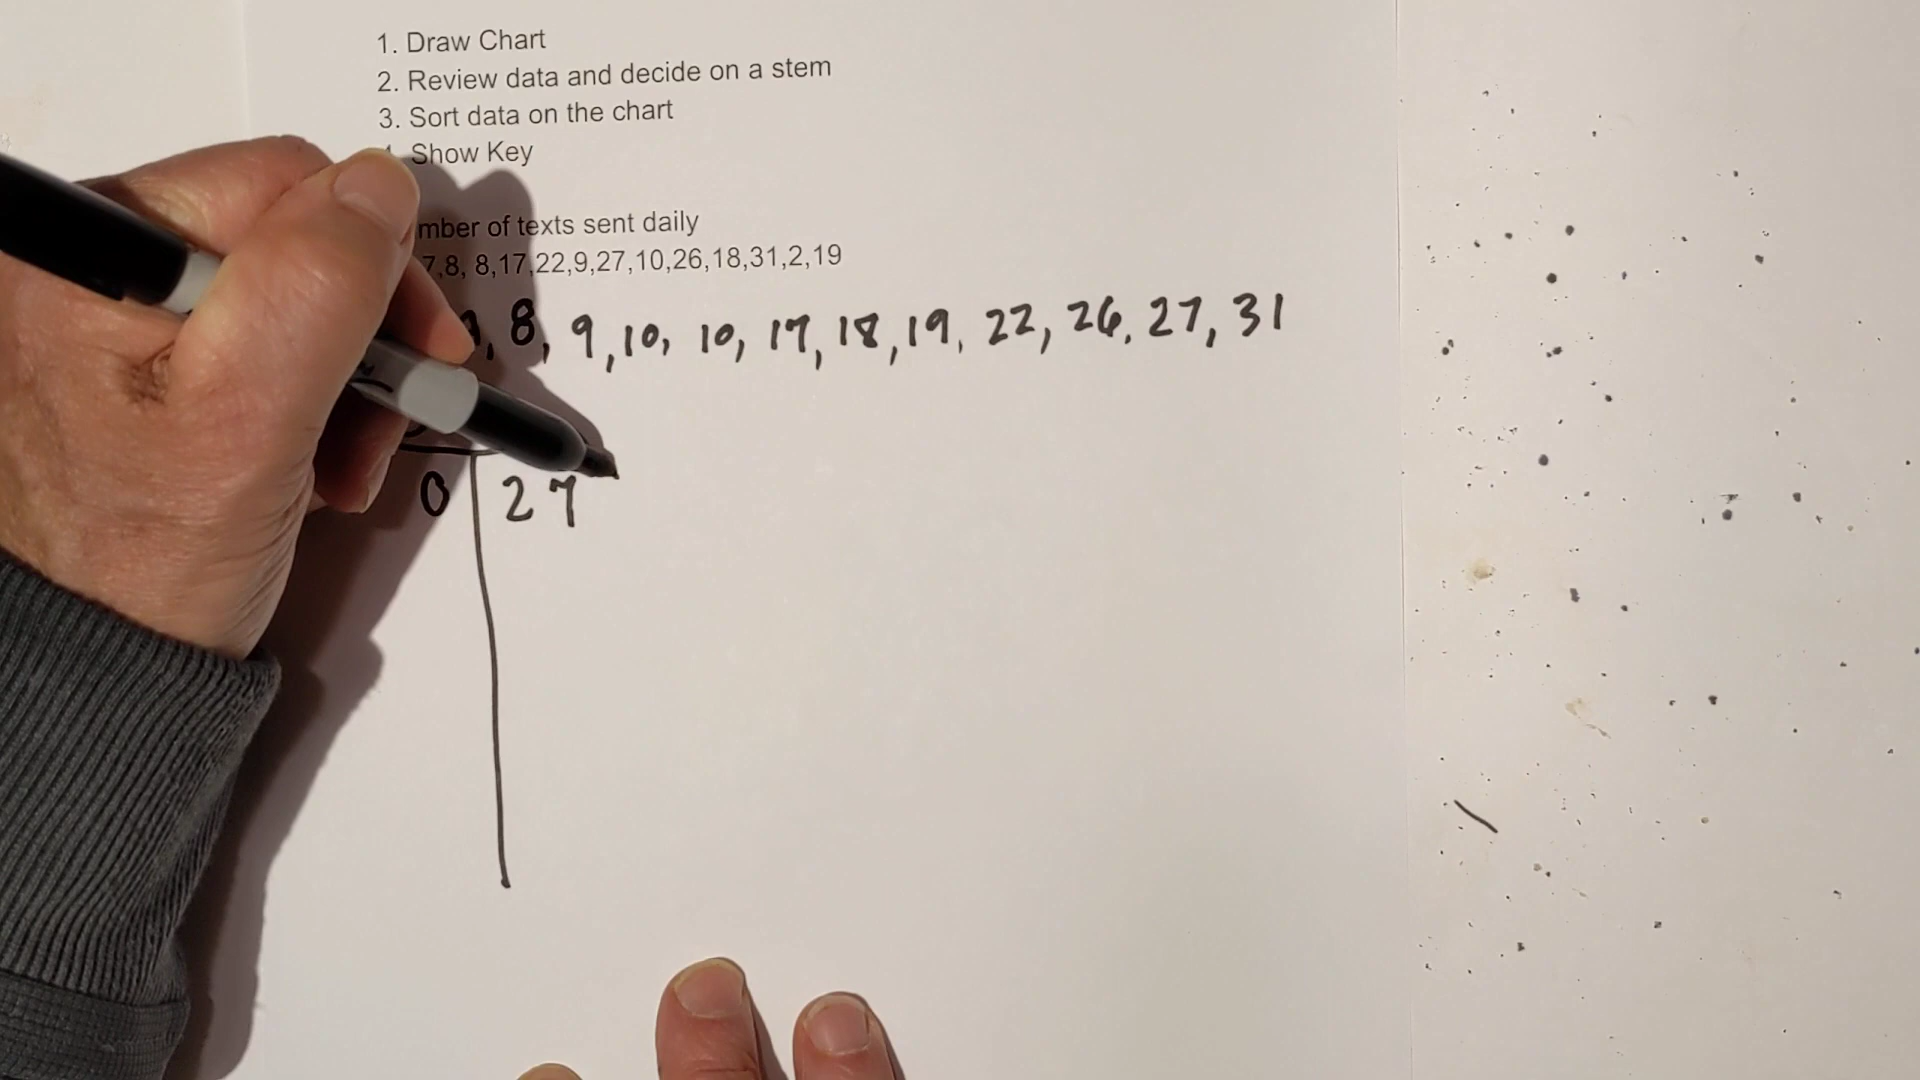 1. Draw Chart
2. Review data and decide on a stem
3. Sort data on the chart
Show Key
mber of texts sent daily
7,8, 8,17,22,9,27,10,26,18,31,2,19
8, 9, 10, 10, 17, 18, 19, 22, 26, 27, 31
0 2 7